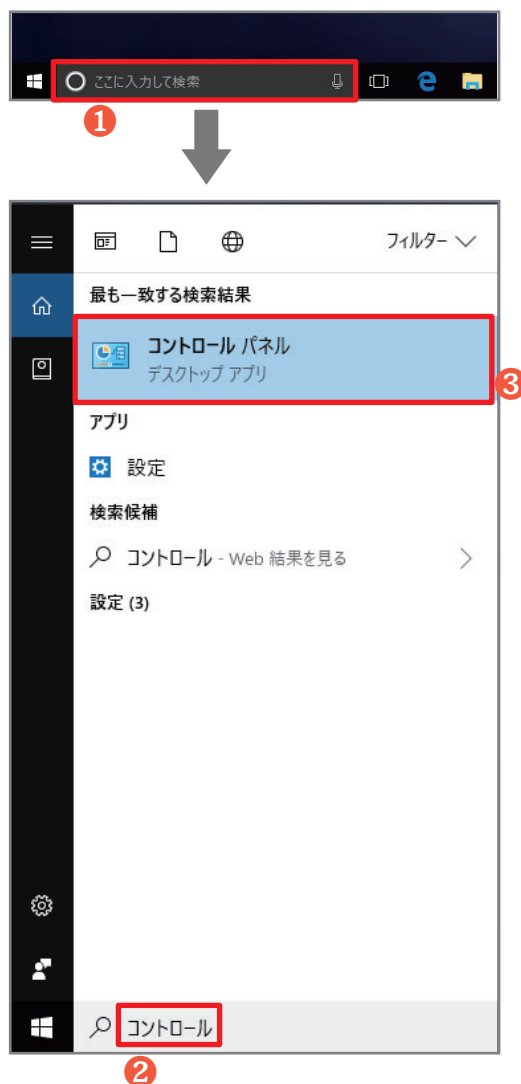 ここに入力して検索
❶
フィルター
最も一致する検索結果
コントロール パネル
デスクトップ アプリ
❸
アプリ
設定
検索候補
コントロール - Web 結果を見る
設定 (3)
コントロール
❷